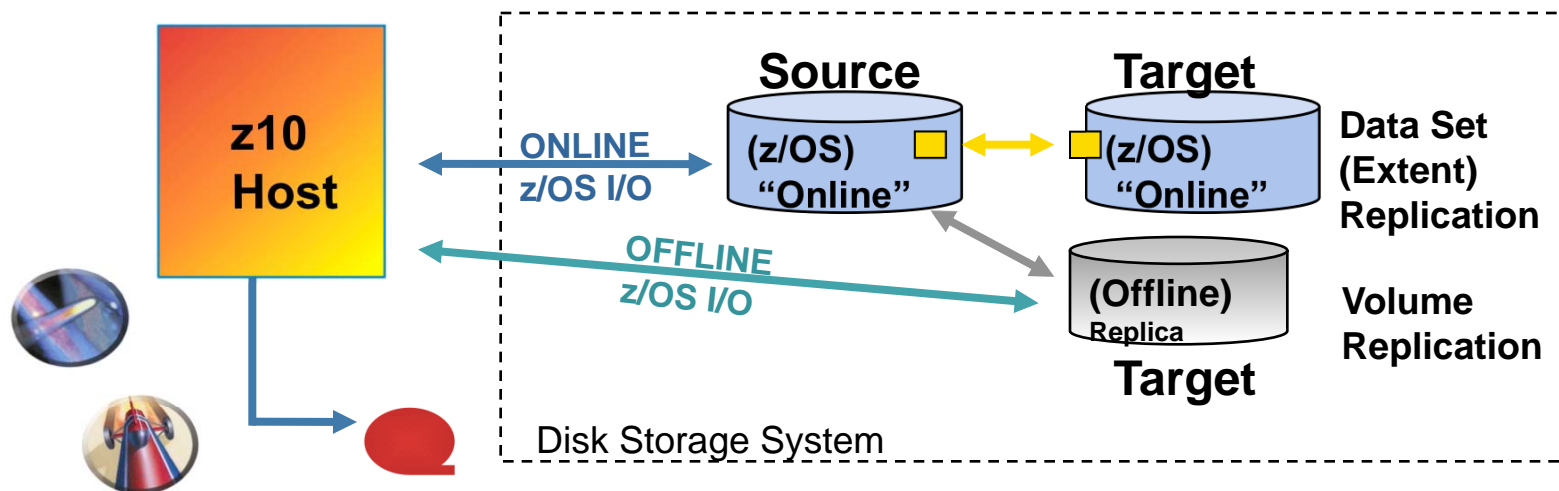 z10
Host
ONLINE
z/OS I/O
OFFLINE
z/OS I/O
Source
(z/OS)
“Online”
Target
(z/OS)
“Online”
Data Set
(Extent)
Replication
(Offline)
Replica
Target
Volume
Replication
Disk Storage System